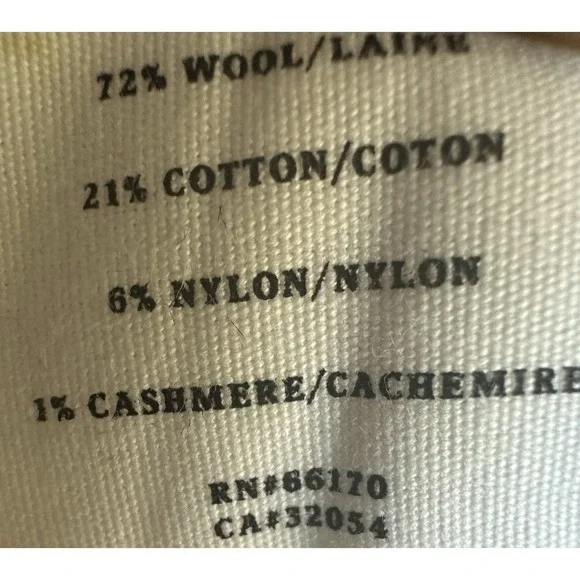 72% WOOL/LAINE
21% COTTON/COTON
6% NYLON/NYLON
1% CASHMERE/CACHEMIRE
RN#66170
CA#32054